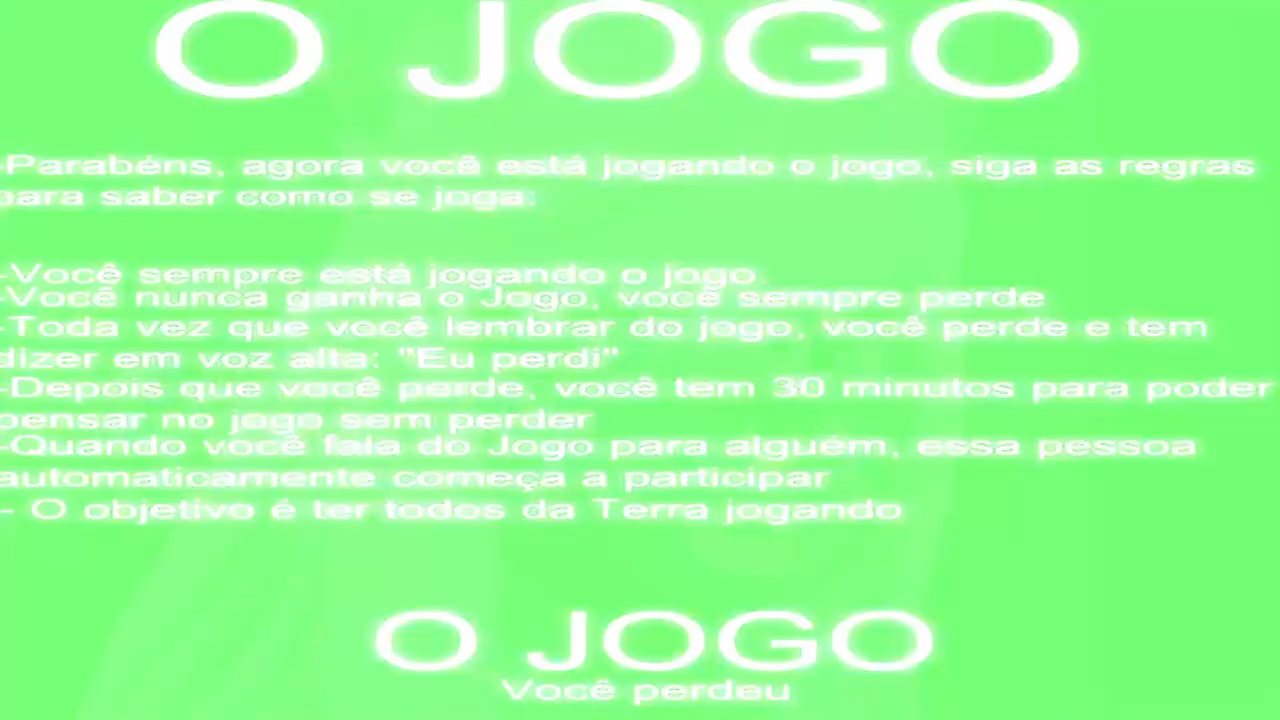 O JOGO
-Parabéns, agora você está jogando o jogo, siga as regras
para saber como se joga:
-Você sempre está jogando o jogo.
-Você nunca ganha o Jogo, você sempre perde
-Toda vez que você lembrar do jogo, você perde e tem
dizer em voz alta: "Eu perdi"
-Depois que você perde, você tem 30 minutos para poder
pensar no jogo sem perder
-Quando você fala do Jogo para alguém, essa pessoa
automaticamente começa a participar
- O objetivo é ter todos da Terra jogando
O JOGO
Você perdeu